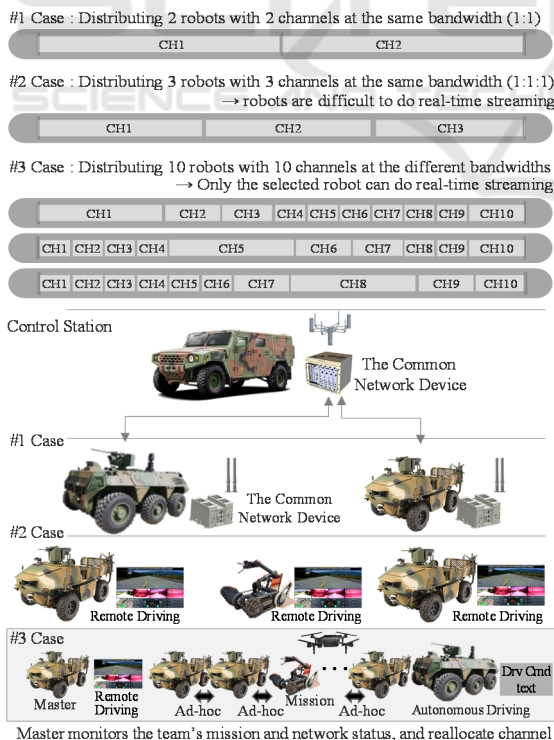 #1 Case : Distributing 2 robots with 2 channels at the same bandwidth (1:1)
CH1 CH2
#2 Case : Distributing 3 robots with 3 channels at the same bandwidth (1:1:1)
→ robots are difficult to do real-time streaming
CH1 CH2 CH3
#3 Case : Distributing 10 robots with 10 channels at the different bandwidths
→ Only the selected robot can do real-time streaming
CH1 CH2 CH3 CH4 CH5 CH6 CH7 CH8 CH9 CH10
CH1 CH2 CH3 CH4 CH5 CH6 CH7 CH8 CH9 CH10
CH1 CH2 CH3 CH4 CH5 CH6 CH7 CH8 CH9 CH10
Control Station
The Common
Network Device
#1 Case
The Common
Network Device
#2 Case
Remote Driving Remote Driving Remote Driving
#3 Case
Master
Remote
Driving
Ad-hoc Ad-hoc Mission Ad-hoc
Autonomous Driving
Drv Cmd
text
Master monitors the team's mission and network status, and reallocate channel